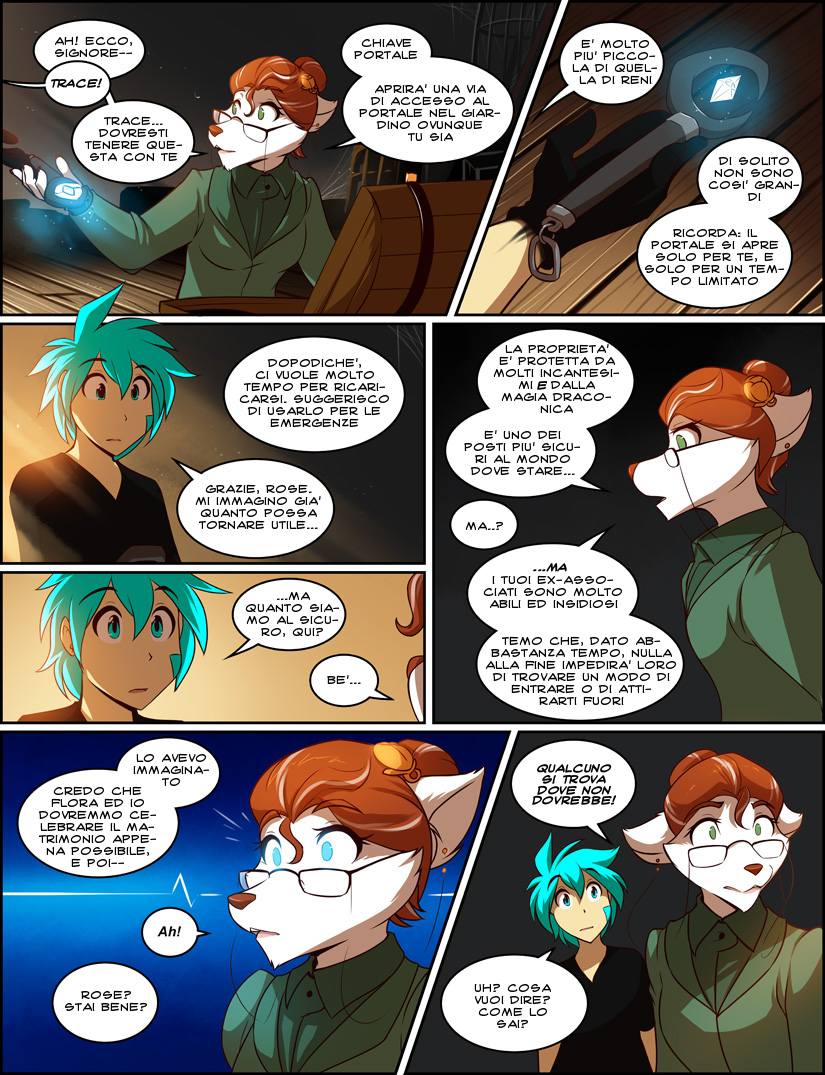 AH! ECCO,
SIGNORE--
TRACE!
TRACE...
DOVRESTI
TENERE QUE-
STA CON TE
CHIAVE
PORTALE
APRIRA' UNA VIA
DI ACCESSO AL
PORTALE NEL GIAR-
DINO OVUNQUE
TU SIA
E' MOLTO
PIU' PICCO-
LA DI QUEL-
LA DI RENI
DI SOLITO
NON SONO
COSI' GRAN-
DI
RICORDA: IL
PORTALE SI APRE
SOLO PER TE, E
SOLO PER UN TEM-
PO LIMITATO
DOPODICHE',
CI VUOLE MOLTO
TEMPO PER RICARI-
CARSI. SUGGERISCO
DI USARLO PER LE
EMERGENZE
GRAZIE, ROSE.
MI IMMAGINO GIA'
QUANTO POSSA
TORNARE UTILE...
...MA
QUANTO SIA-
MO AL SICU-
RO, QUI?
BE'...
LA PROPRIETA'
E' PROTETTA DA
MOLTI INCANTESI-
MI E DALLA
MAGIA DRACO-
NICA
E' UNO DEI
POSTI PIU' SICU-
RI AL MONDO
DOVE STARE...
MA..?
...MA
I TUOI EX-ASSO-
CIATI SONO MOLTO
ABILI ED INSIDIOSI
TEMO CHE, DATO AB-
BASTANZA TEMPO, NULLA
ALLA FINE IMPEDIRA' LORO
DI TROVARE UN MODO DI
ENTRARE O DI ATTI-
RARTI FUORI
LO AVEVO
IMMAGINA-
TO
CREDO CHE
FLORA ED IO
DOVREMMO CE-
LEBRARE IL MA-
TRIMONIO APPE-
NA POSSIBILE,
E POI--
Ah!
ROSE?
STAI BENE?
QUALCUNO
SI TROVA
DOVE NON
DOVREBBE!
UH? COSA
VUOI DIRE?
COME LO
SAI?